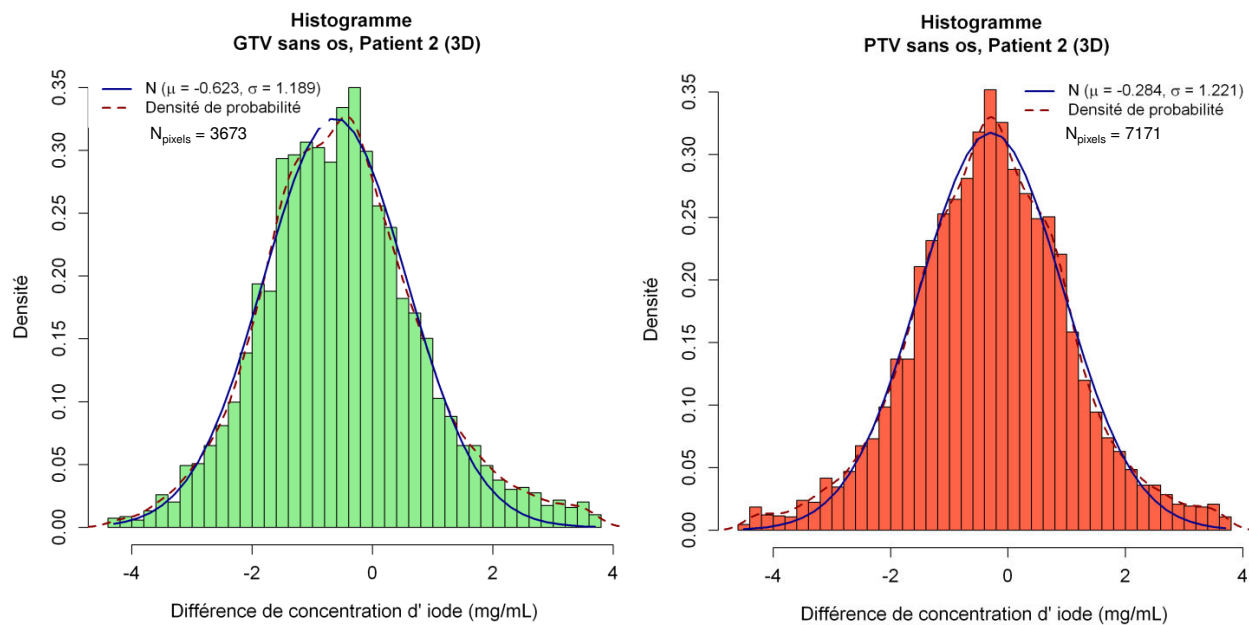 Histogramme
GTV sans os, Patient 2 (3D)
N (μ = -0.623, σ = 1.189)
Densité de probabilité
Npixels = 3673
Densité
0.00
0.05
0.10
0.15
0.20
0.25
0.30
0.35
-4
-2
0
2
4
Différence de concentration d' iode (mg/mL)
Histogramme
PTV sans os, Patient 2 (3D)
N (μ = -0.284, σ = 1.221)
Densité de probabilité
Npixels = 7171
Densité
0.00
0.05
0.10
0.15
0.20
0.25
0.30
0.35
-4
-2
0
2
4
Différence de concentration d' iode (mg/mL)